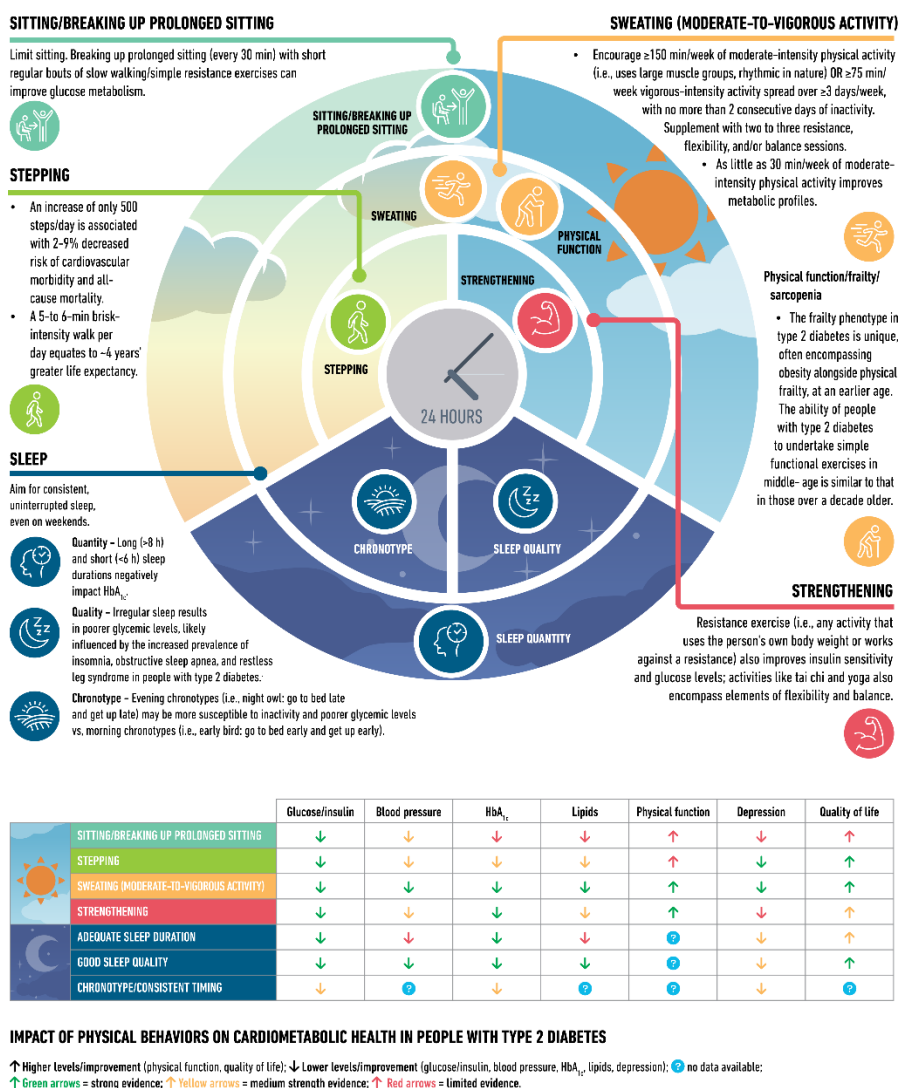 SITTING/BREAKING UP PROLONGED SITTING
Limit sitting. Breaking up prolonged sitting (every 30 min) with short
regular bouts of slow walking/simple resistance exercises can
improve glucose metabolism.
STEPPING
• An increase of only 500
steps/day is associated
with 2-9% decreased
risk of cardiovascular
morbidity and all-
cause mortality.
• A 5-to 6-min brisk-
intensity walk per
day equates to ~4 years'
greater life expectancy.
SLEEP
Aim for consistent,
uninterrupted sleep,
even on weekends.
Quantity – Long (>8 h)
and short (<6 h) sleep
durations negatively
impact HbA1c.
Quality – Irregular sleep results
in poorer glycemic levels, likely
influenced by the increased prevalence of
insomnia, obstructive sleep apnea, and restless
leg syndrome in people with type 2 diabetes.
Chronotype – Evening chronotypes (i.e., night owl: go to bed late
and get up late) may be more susceptible to inactivity and poorer glycemic levels
vs, morning chronotypes (i.e., early bird: go to bed early and get up early).
SITTING/BREAKING UP
PROLONGED SITTING
SWEATING
PHYSICAL
FUNCTION
STRENGTHENING
STEPPING
24 HOURS
CHRONOTYPE
SLEEP QUALITY
SLEEP QUANTITY
SWEATING (MODERATE-TO-VIGOROUS ACTIVITY)
• Encourage ≥150 min/week of moderate-intensity physical activity
(i.e., uses large muscle groups, rhythmic in nature) OR ≥75 min/
week vigorous-intensity activity spread over ≥3 days/week,
with no more than 2 consecutive days of inactivity.
Supplement with two to three resistance,
flexibility, and/or balance sessions.
• As little as 30 min/week of moderate-
intensity physical activity improves
metabolic profiles.
Physical function/frailty/
sarcopenia
• The frailty phenotype in
type 2 diabetes is unique,
often encompassing
obesity alongside physical
frailty, at an earlier age.
The ability of people
with type 2 diabetes
to undertake simple
functional exercises in
middle- age is similar to that
in those over a decade older.
STRENGTHENING
Resistance exercise (i.e., any activity that
uses the person's own body weight or works
against a resistance) also improves insulin sensitivity
and glucose levels; activities like tai chi and yoga also
encompass elements of flexibility and balance.
Glucose/insulin Blood pressure HbA1c Lipids Physical function Depression Quality of life
SITTING/BREAKING UP PROLONGED SITTING ↓ ↓ ↓ ↓ ↑ ↓ ↑
STEPPING ↓ ↓ ↓ ↓ ↑ ↓ ↑
SWEATING (MODERATE-TO-VIGOROUS ACTIVITY) ↓ ↓ ↓ ↓ ↑ ↓ ↑
STRENGTHENING ↓ ↓ ↓ ↓ ↑ ↓ ↑
ADEQUATE SLEEP DURATION ↓ ↓ ↓ ↓ ? ↓ ↑
GOOD SLEEP QUALITY ↓ ↓ ↓ ↓ ? ↓ ↑
CHRONOTYPE/CONSISTENT TIMING ↓ ? ↓ ? ? ↓ ?
IMPACT OF PHYSICAL BEHAVIORS ON CARDIOMETABOLIC HEALTH IN PEOPLE WITH TYPE 2 DIABETES
↑ Higher levels/improvement (physical function, quality of life); ↓ Lower levels/improvement (glucose/insulin, blood pressure, HbA1c, lipids, depression); ? no data available;
↑ Green arrows = strong evidence; ↑ Yellow arrows = medium strength evidence; ↑ Red arrows = limited evidence.